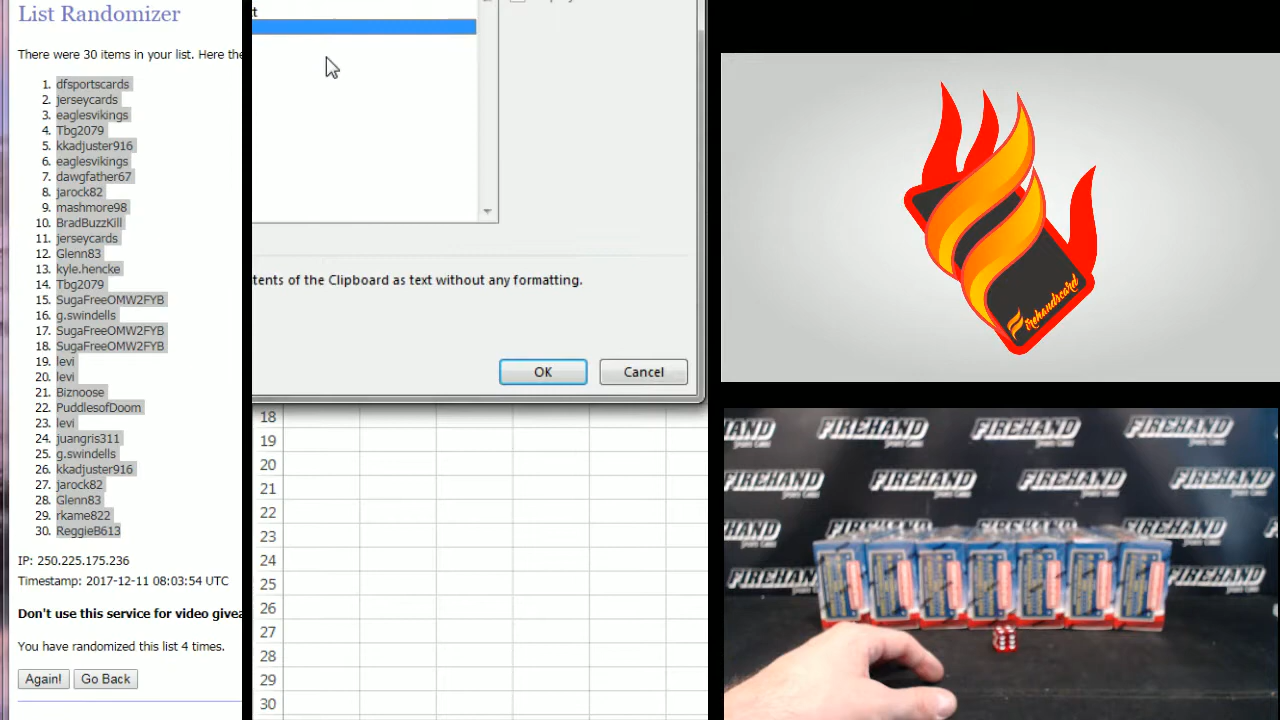 List Randomizer
There were 30 items in your list. Here the
1. dfsportscards
2. jerseycards
3. eaglesvikings
4. Tbg2079
5. kkadjuster916
6. eaglesvikings
7. dawgfather67
8. jarock82
9. mashmore98
10. BradBuzzKill
11. jerseycards
12. Glenn83
13. kyle.hencke
14. Tbg2079
15. SugaFreeOMW2FYB
16. g.swindells
17. SugaFreeOMW2FYB
18. SugaFreeOMW2FYB
19. levi
20. levi
21. Biznoose
22. PuddlesofDoom
23. levi
24. juangris311
25. g.swindells
26. kkadjuster916
27. jarock82
28. Glenn83
29. rkame822
30. ReggieB613
IP: 250.225.175.236
Timestamp: 2017-12-11 08:03:54 UTC
Don't use this service for video givea
You have randomized this list 4 times.
Again! Go Back
tents of the Clipboard as text without any formatting.
OK Cancel
18
19
20
21
22
23
24
25
26
27
28
29
30
Firehandscard
HAND FIREHAND FIREHAND FIREHAND
FIREHAND FIREHAND FIREHAND
HAND FIREHAND FIREHAND FIREHAND
FIREHAND FIREHAND